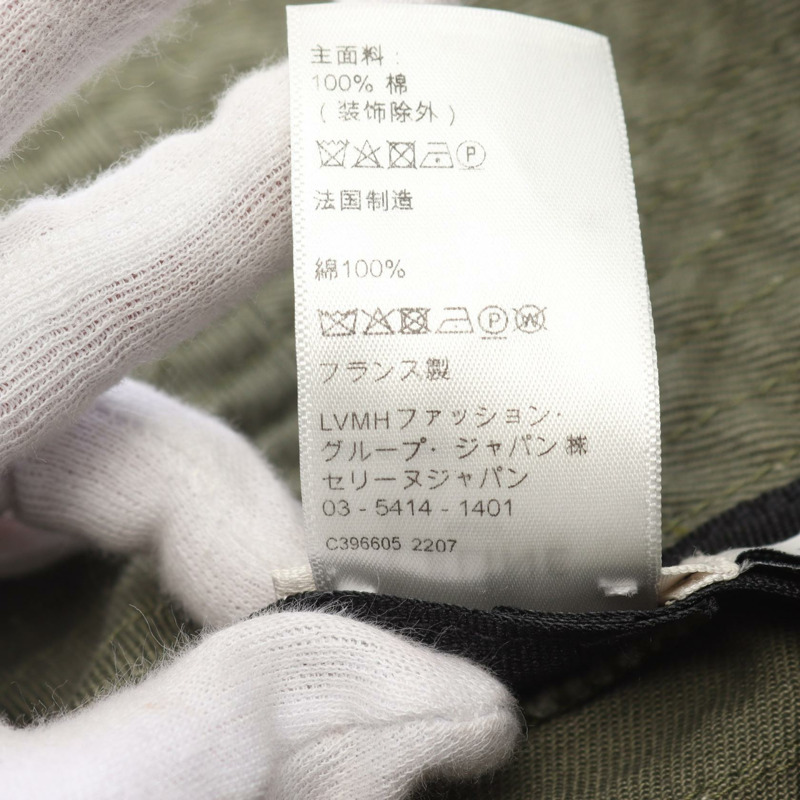 主面料：
100% 棉
（装饰除外）
P
法国制造
綿100%
P W
フランス製
LVMHファッション・
グループ・ジャパン株
セリーヌジャパン
03 - 5414 - 1401
C396605 2207